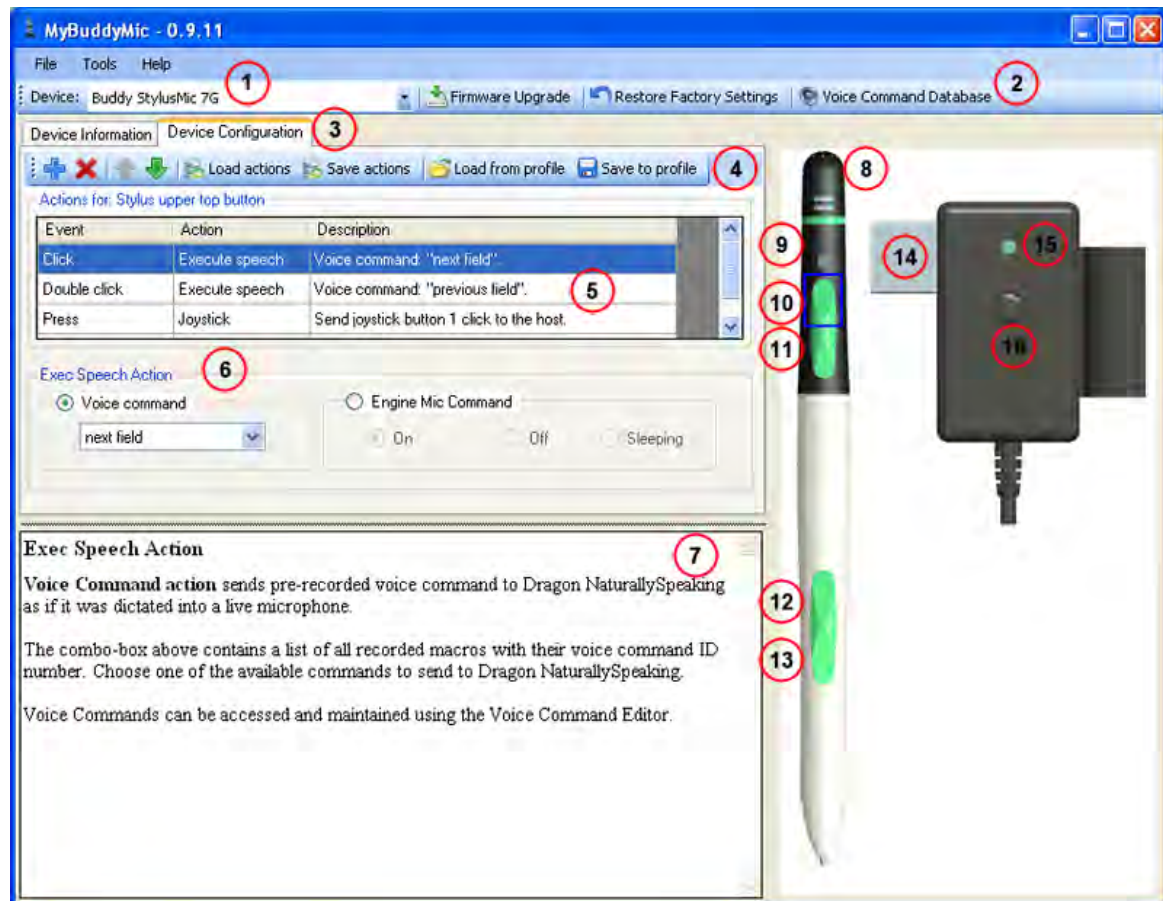 MyBuddyMic - 0.9.11
File Tools Help
1
Device: Buddy StylusMic 7G Firmware Upgrade Restore Factory Settings Voice Command Database
2
Device Information Device Configuration
3
Load actions Save actions Load from profile Save to profile
4
Actions for: Stylus upper top button
Event Action Description
Click Execute speech Voice command: "next field".
Double click Execute speech Voice command: "previous field".
5
Press Joystick Send joystick button 1 click to the host.
Exec Speech Action
6
Voice command Engine Mic Command
next field On Off Sleeping
Exec Speech Action
7
Voice Command action sends pre-recorded voice command to Dragon NaturallySpeaking
as if it was dictated into a live microphone.
The combo-box above contains a list of all recorded macros with their voice command ID
number. Choose one of the available commands to send to Dragon NaturallySpeaking.
Voice Commands can be accessed and maintained using the Voice Command Editor.
8
9
10
11
12
13
14
15
16